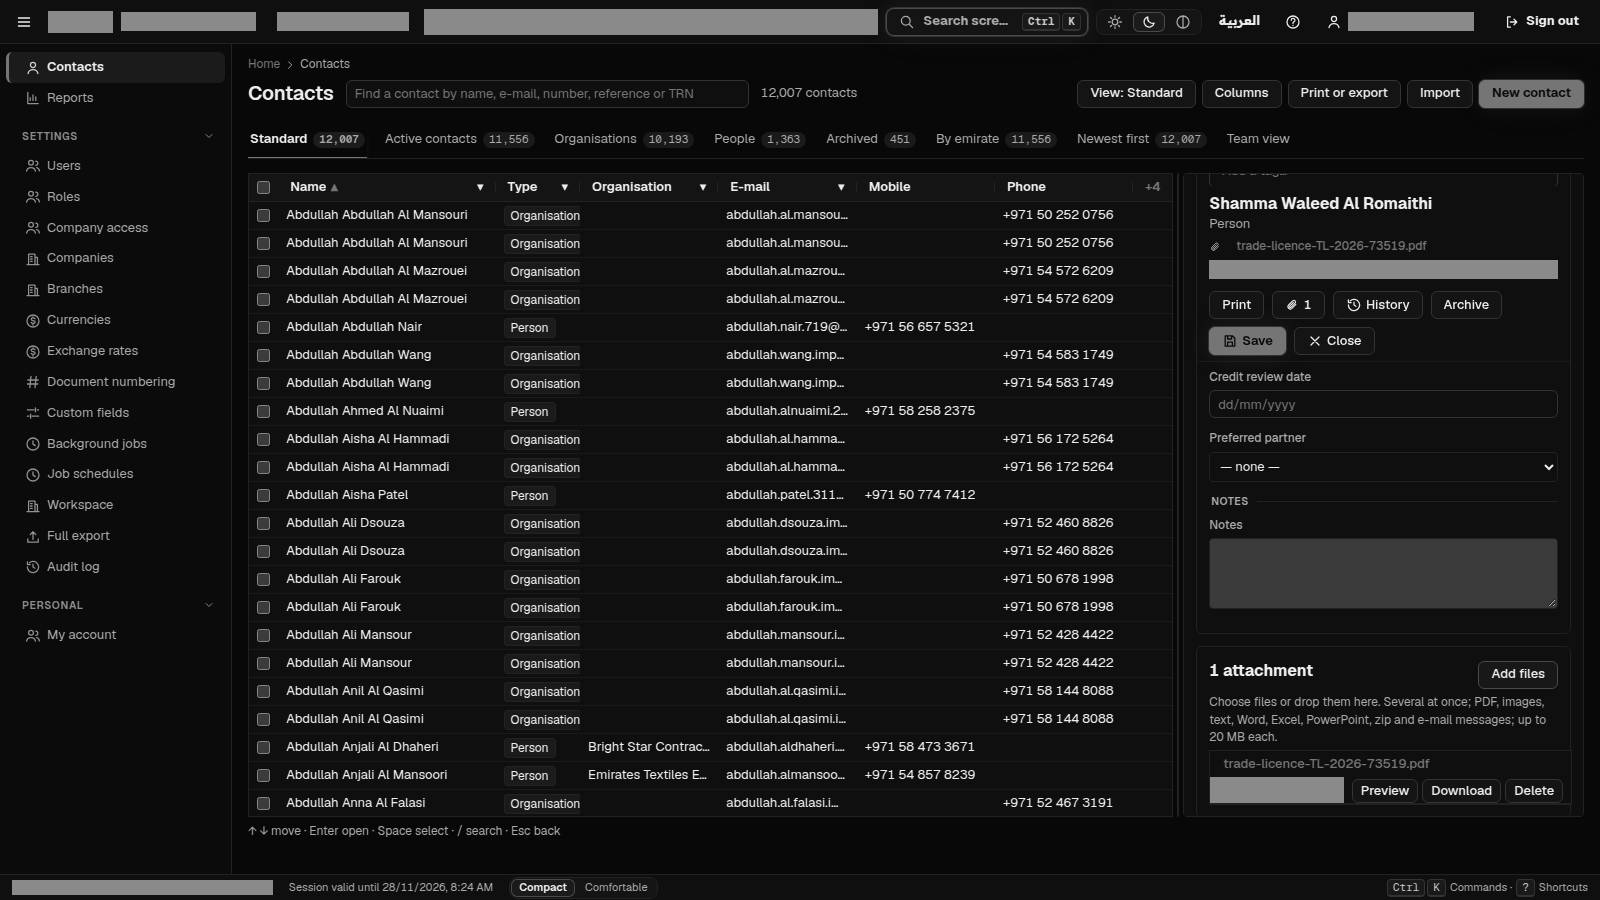 Search scre... Ctrl K
العربية
Sign out
Contacts
Reports
SETTINGS
Users
Roles
Company access
Companies
Branches
Currencies
Exchange rates
Document numbering
Custom fields
Background jobs
Job schedules
Workspace
Full export
Audit log
PERSONAL
My account
Home > Contacts
Contacts
Find a contact by name, e-mail, number, reference or TRN
12,007 contacts
View: Standard
Columns
Print or export
Import
New contact
Standard 12,007 Active contacts 11,556 Organisations 10,193 People 1,363 Archived 451 By emirate 11,556 Newest first 12,007 Team view
Name ▲ ▼ Type ▼ Organisation ▼ E-mail ▼ Mobile Phone +4
Abdullah Abdullah Al Mansouri Organisation abdullah.al.mansou... +971 50 252 0756
Abdullah Abdullah Al Mansouri Organisation abdullah.al.mansou... +971 50 252 0756
Abdullah Abdullah Al Mazrouei Organisation abdullah.al.mazrou... +971 54 572 6209
Abdullah Abdullah Al Mazrouei Organisation abdullah.al.mazrou... +971 54 572 6209
Abdullah Abdullah Nair Person abdullah.nair.719@... +971 56 657 5321
Abdullah Abdullah Wang Organisation abdullah.wang.imp... +971 54 583 1749
Abdullah Abdullah Wang Organisation abdullah.wang.imp... +971 54 583 1749
Abdullah Ahmed Al Nuaimi Person abdullah.alnuaimi.2... +971 58 258 2375
Abdullah Aisha Al Hammadi Organisation abdullah.al.hamma... +971 56 172 5264
Abdullah Aisha Al Hammadi Organisation abdullah.al.hamma... +971 56 172 5264
Abdullah Aisha Patel Person abdullah.patel.311... +971 50 774 7412
Abdullah Ali Dsouza Organisation abdullah.dsouza.im... +971 52 460 8826
Abdullah Ali Dsouza Organisation abdullah.dsouza.im... +971 52 460 8826
Abdullah Ali Farouk Organisation abdullah.farouk.im... +971 50 678 1998
Abdullah Ali Farouk Organisation abdullah.farouk.im... +971 50 678 1998
Abdullah Ali Mansour Organisation abdullah.mansour.i... +971 52 428 4422
Abdullah Ali Mansour Organisation abdullah.mansour.i... +971 52 428 4422
Abdullah Anil Al Qasimi Organisation abdullah.al.qasimi.i... +971 58 144 8088
Abdullah Anil Al Qasimi Organisation abdullah.al.qasimi.i... +971 58 144 8088
Abdullah Anjali Al Dhaheri Person Bright Star Contrac... abdullah.aldhaheri.... +971 58 473 3671
Abdullah Anjali Al Mansoori Person Emirates Textiles E... abdullah.almansoo... +971 54 857 8239
Abdullah Anna Al Falasi Organisation abdullah.al.falasi.i... +971 52 467 3191
↑↓ move · Enter open · Space select · / search · Esc back
Shamma Waleed Al Romaithi
Person
trade-licence-TL-2026-73519.pdf
Print
1
History
Archive
Save
Close
Credit review date
dd/mm/yyyy
Preferred partner
— none —
NOTES
Notes
1 attachment
Add files
Choose files or drop them here. Several at once; PDF, images,
text, Word, Excel, PowerPoint, zip and e-mail messages; up to
20 MB each.
trade-licence-TL-2026-73519.pdf
Preview
Download
Delete
Session valid until 28/11/2026, 8:24 AM
Compact
Comfortable
Ctrl K Commands · ? Shortcuts